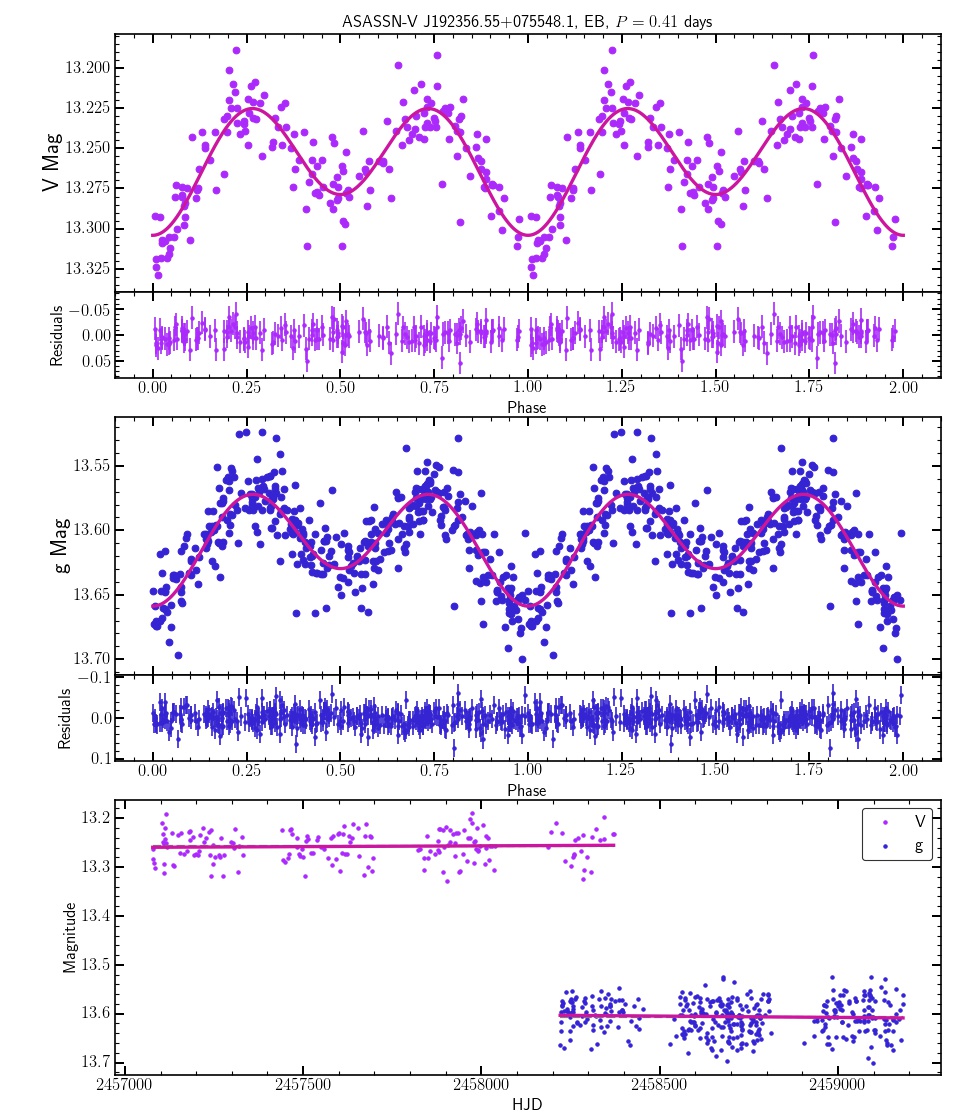 ASASSN-V J192356.55+075548.1, EB, P = 0.41 days
V Mag
13.200
13.225
13.250
13.275
13.300
13.325
Residuals
−0.05
0.00
0.05
0.00 0.25 0.50 0.75 1.00 1.25 1.50 1.75 2.00
Phase
g Mag
13.55
13.60
13.65
13.70
Residuals
−0.1
0.0
0.1
0.00 0.25 0.50 0.75 1.00 1.25 1.50 1.75 2.00
Phase
Magnitude
13.2
13.3
13.4
13.5
13.6
13.7
V
g
2457000 2457500 2458000 2458500 2459000
HJD